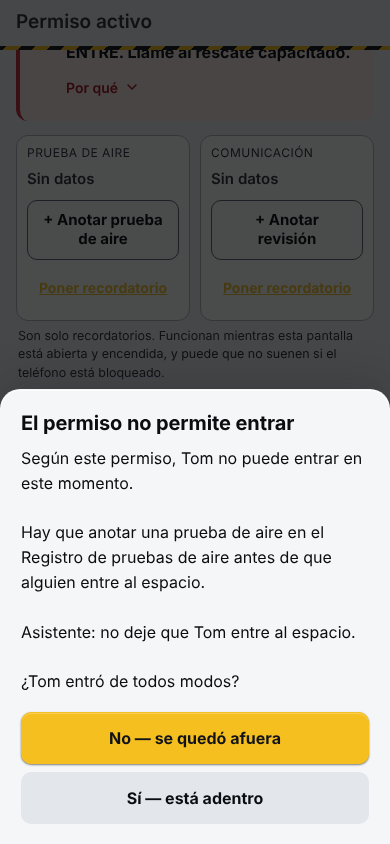 Permiso activo
ENTRE. Llame al rescate capacitado.
Por qué
PRUEBA DE AIRE
Sin datos
+ Anotar prueba
de aire
Poner recordatorio
COMUNICACIÓN
Sin datos
+ Anotar
revisión
Poner recordatorio
Son solo recordatorios. Funcionan mientras esta pantalla
está abierta y encendida, y puede que no suenen si el
teléfono está bloqueado.
El permiso no permite entrar
Según este permiso, Tom no puede entrar en
este momento.
Hay que anotar una prueba de aire en el
Registro de pruebas de aire antes de que
alguien entre al espacio.
Asistente: no deje que Tom entre al espacio.
¿Tom entró de todos modos?
No — se quedó afuera
Sí — está adentro